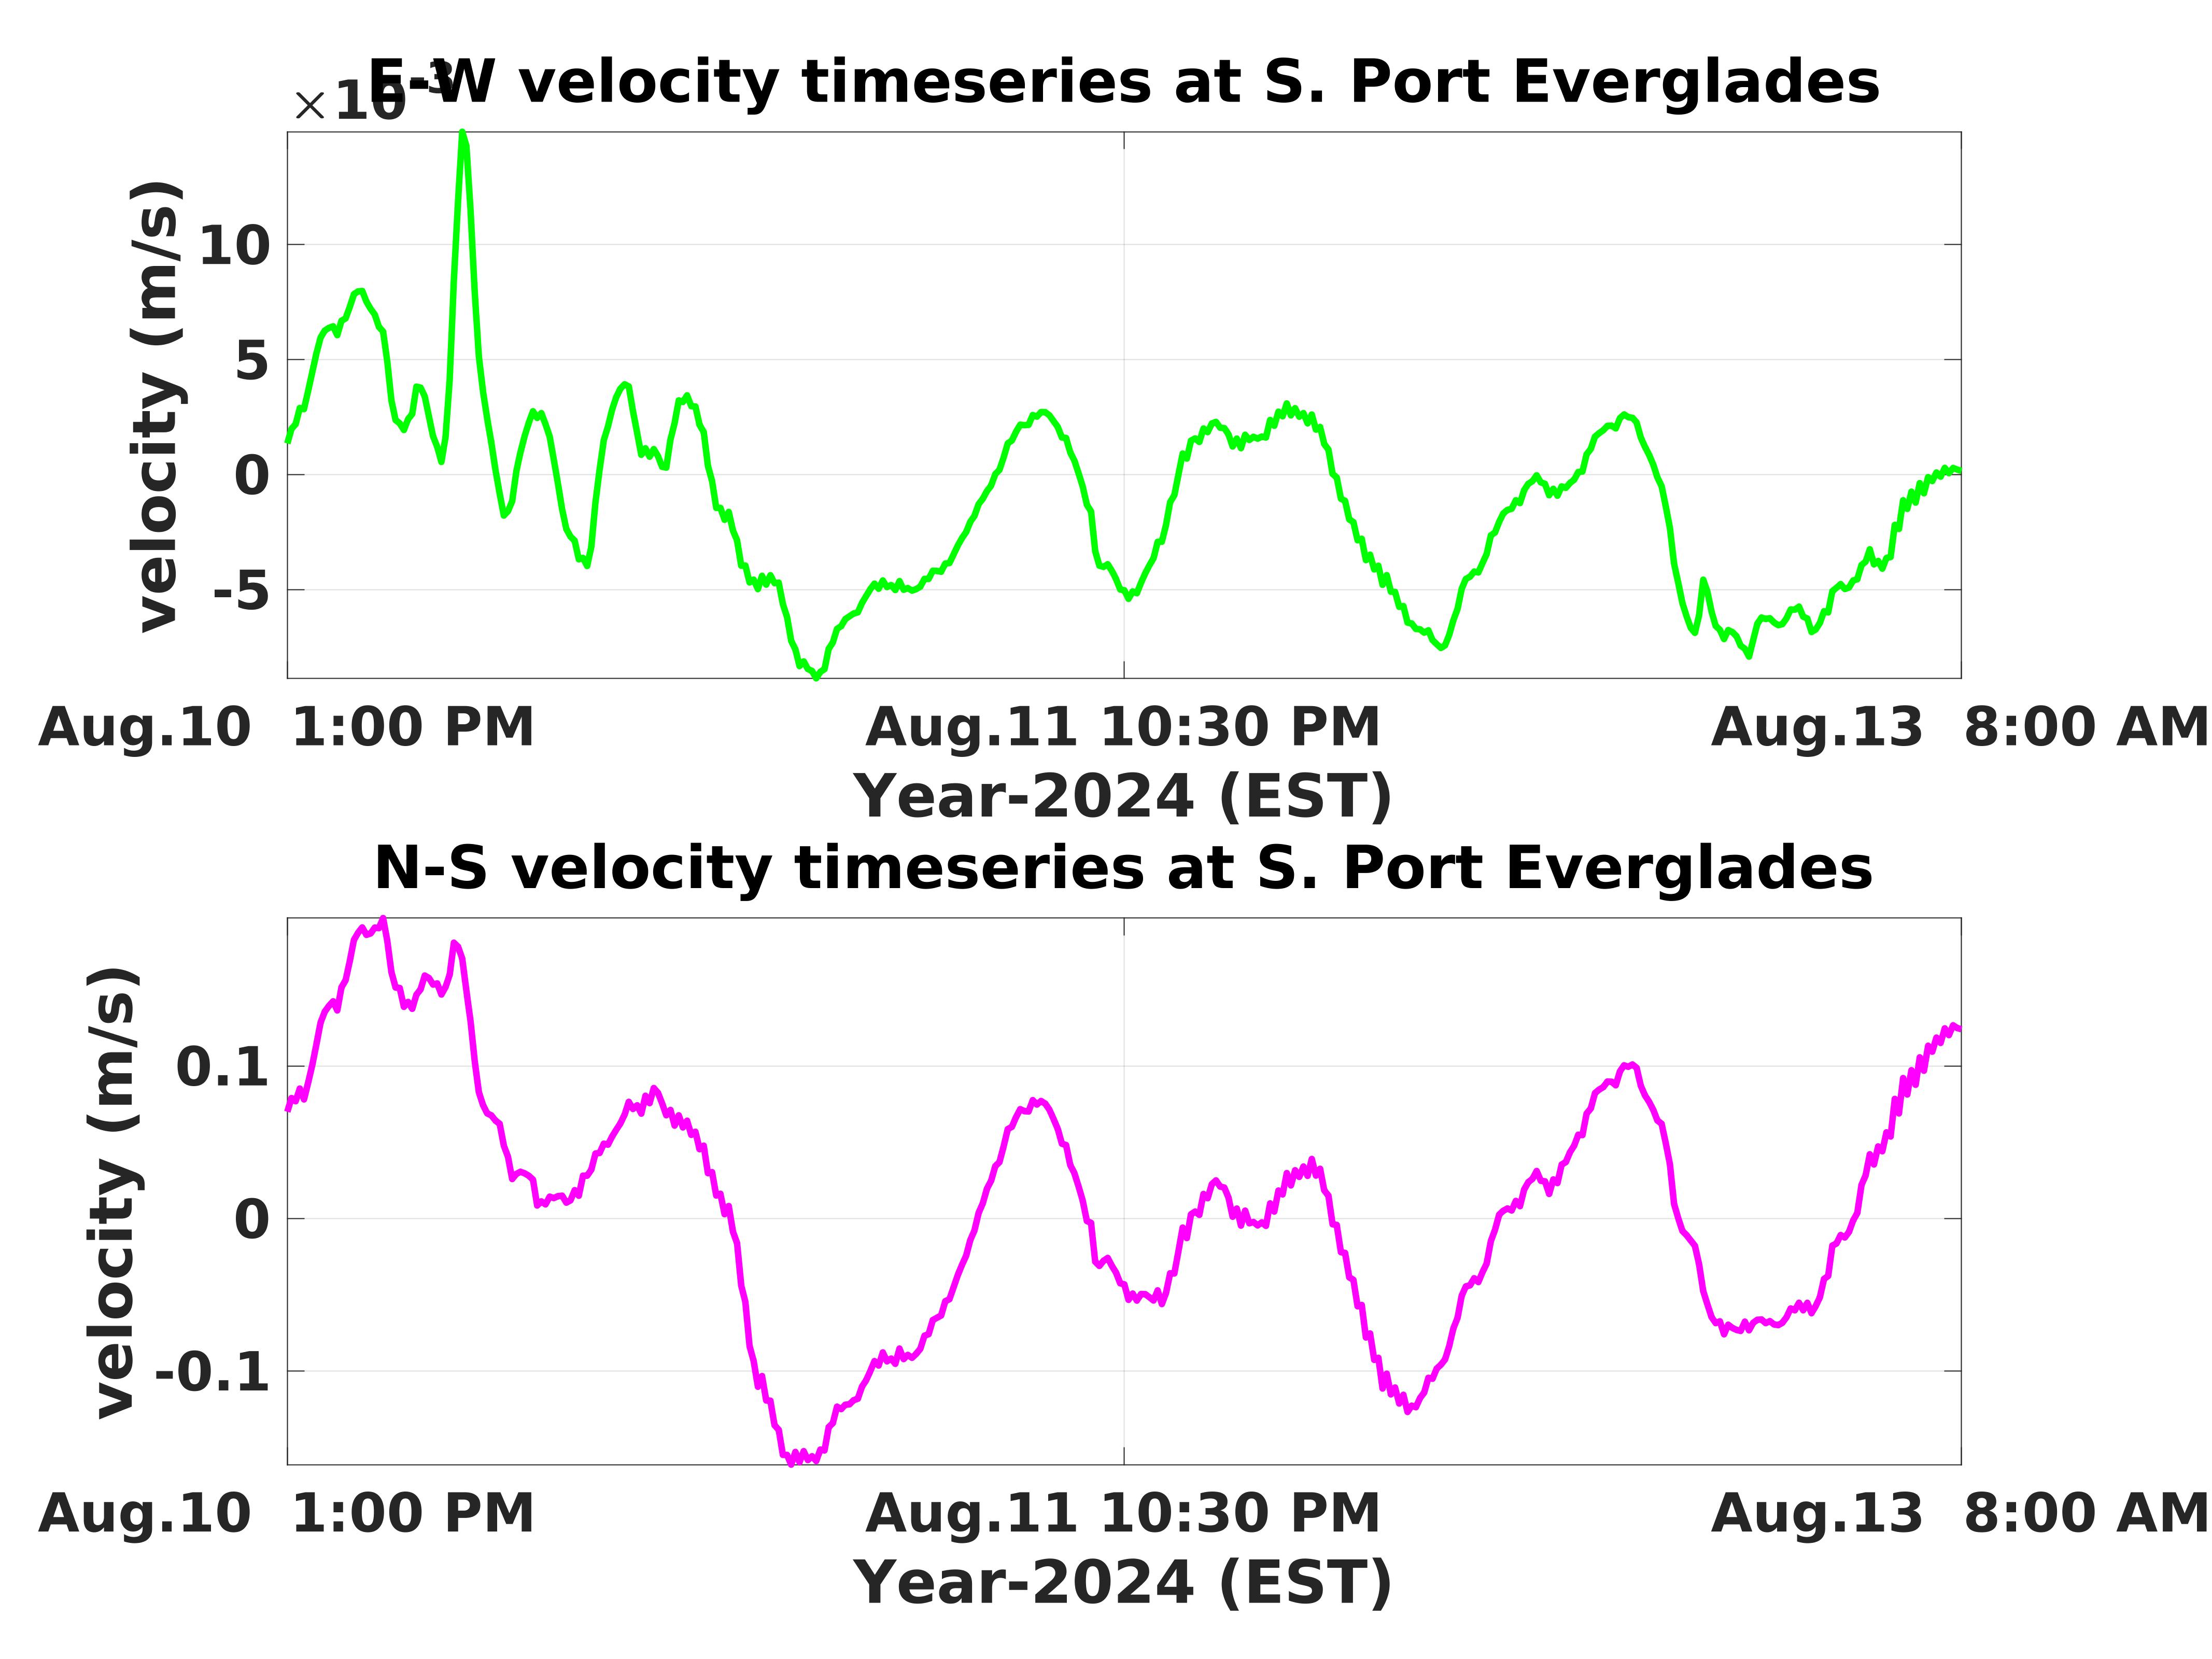 ×10-3
E-W velocity timeseries at S. Port Everglades
velocity (m/s)
10
5
0
-5
Aug.10 1:00 PM Aug.11 10:30 PM Aug.13 8:00 AM
Year-2024 (EST)
N-S velocity timeseries at S. Port Everglades
velocity (m/s)
0.1
0
-0.1
Aug.10 1:00 PM Aug.11 10:30 PM Aug.13 8:00 AM
Year-2024 (EST)